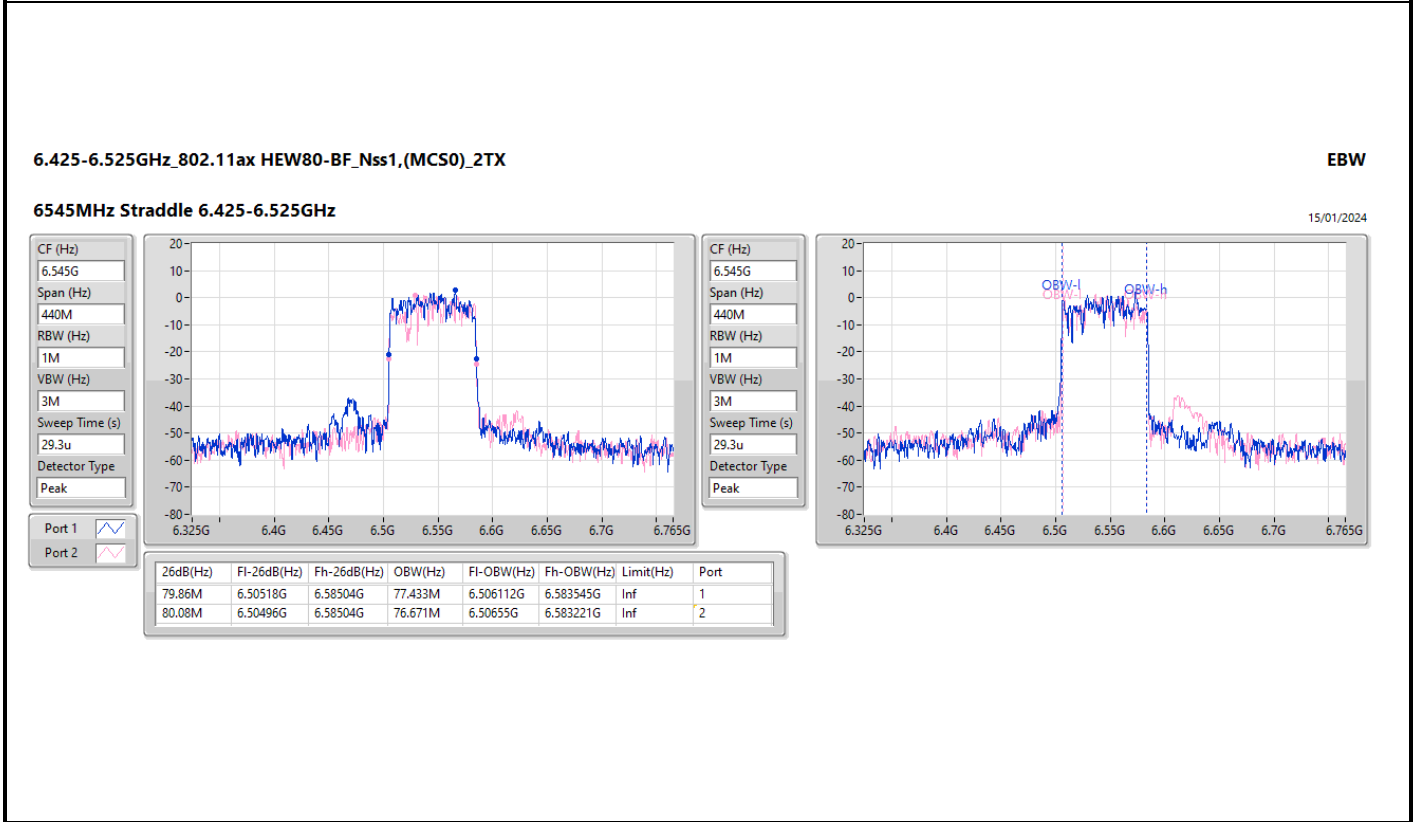 6.425-6.525GHz_802.11ax HEW80-BF_Nss1,(MCS0)_2TX
EBW
6545MHz Straddle 6.425-6.525GHz
15/01/2024
CF (Hz)
6.545G
Span (Hz)
440M
RBW (Hz)
1M
VBW (Hz)
3M
Sweep Time (s)
29.3u
Detector Type
Peak
Port 1
Port 2
20
10
0
-10
-20
-30
-40
-50
-60
-70
-80
6.325G 6.4G 6.45G 6.5G 6.55G 6.6G 6.65G 6.7G 6.765G
CF (Hz)
6.545G
Span (Hz)
440M
RBW (Hz)
1M
VBW (Hz)
3M
Sweep Time (s)
29.3u
Detector Type
Peak
20
10
0
-10
-20
-30
-40
-50
-60
-70
-80
OBW-l OBW-h
OBW-l OBW-h
6.325G 6.4G 6.45G 6.5G 6.55G 6.6G 6.65G 6.7G 6.765G
26dB(Hz) Fl-26dB(Hz) Fh-26dB(Hz) OBW(Hz) Fl-OBW(Hz) Fh-OBW(Hz) Limit(Hz) Port
79.86M 6.50518G 6.58504G 77.433M 6.506112G 6.583545G Inf 1
80.08M 6.50496G 6.58504G 76.671M 6.50655G 6.583221G Inf 2